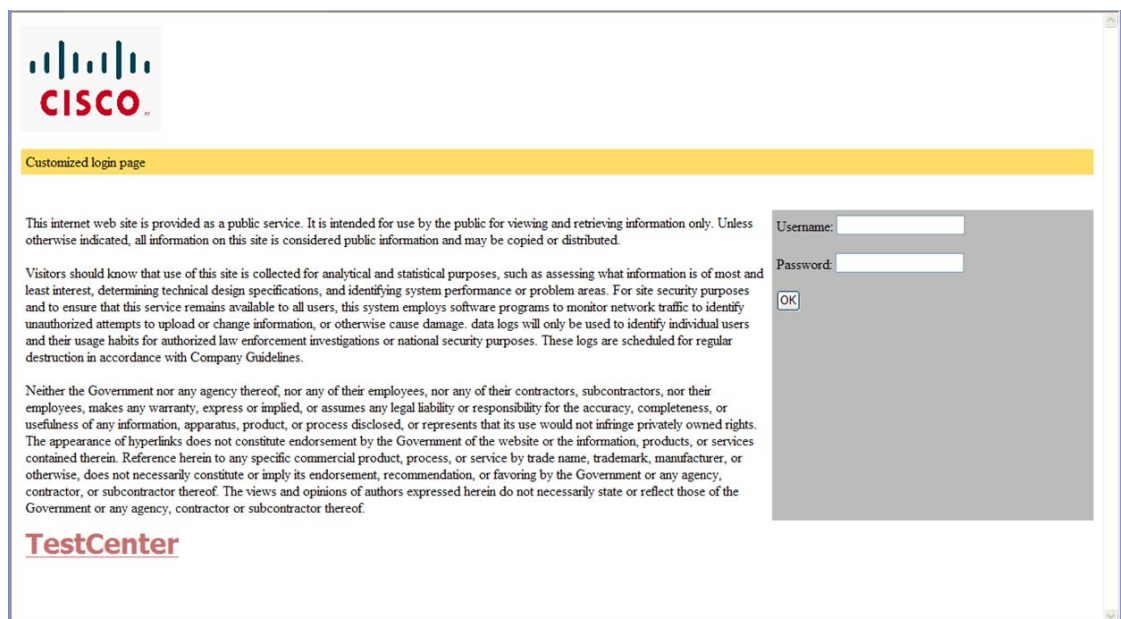 CISCO
Customized login page
This internet web site is provided as a public service. It is intended for use by the public for viewing and retrieving information only. Unless
otherwise indicated, all information on this site is considered public information and may be copied or distributed.
Visitors should know that use of this site is collected for analytical and statistical purposes, such as assessing what information is of most and
least interest, determining technical design specifications, and identifying system performance or problem areas. For site security purposes
and to ensure that this service remains available to all users, this system employs software programs to monitor network traffic to identify
unauthorized attempts to upload or change information, or otherwise cause damage. data logs will only be used to identify individual users
and their usage habits for authorized law enforcement investigations or national security purposes. These logs are scheduled for regular
destruction in accordance with Company Guidelines.
Neither the Government nor any agency thereof, nor any of their employees, nor any of their contractors, subcontractors, nor their
employees, makes any warranty, express or implied, or assumes any legal liability or responsibility for the accuracy, completeness, or
usefulness of any information, apparatus, product, or process disclosed, or represents that its use would not infringe privately owned rights.
The appearance of hyperlinks does not constitute endorsement by the Government of the website or the information, products, or services
contained therein. Reference herein to any specific commercial product, process, or service by trade name, trademark, manufacturer, or
otherwise, does not necessarily constitute or imply its endorsement, recommendation, or favoring by the Government or any agency,
contractor, or subcontractor thereof. The views and opinions of authors expressed herein do not necessarily state or reflect those of the
Government or any agency, contractor or subcontractor thereof.
TestCenter
Username:
Password:
OK